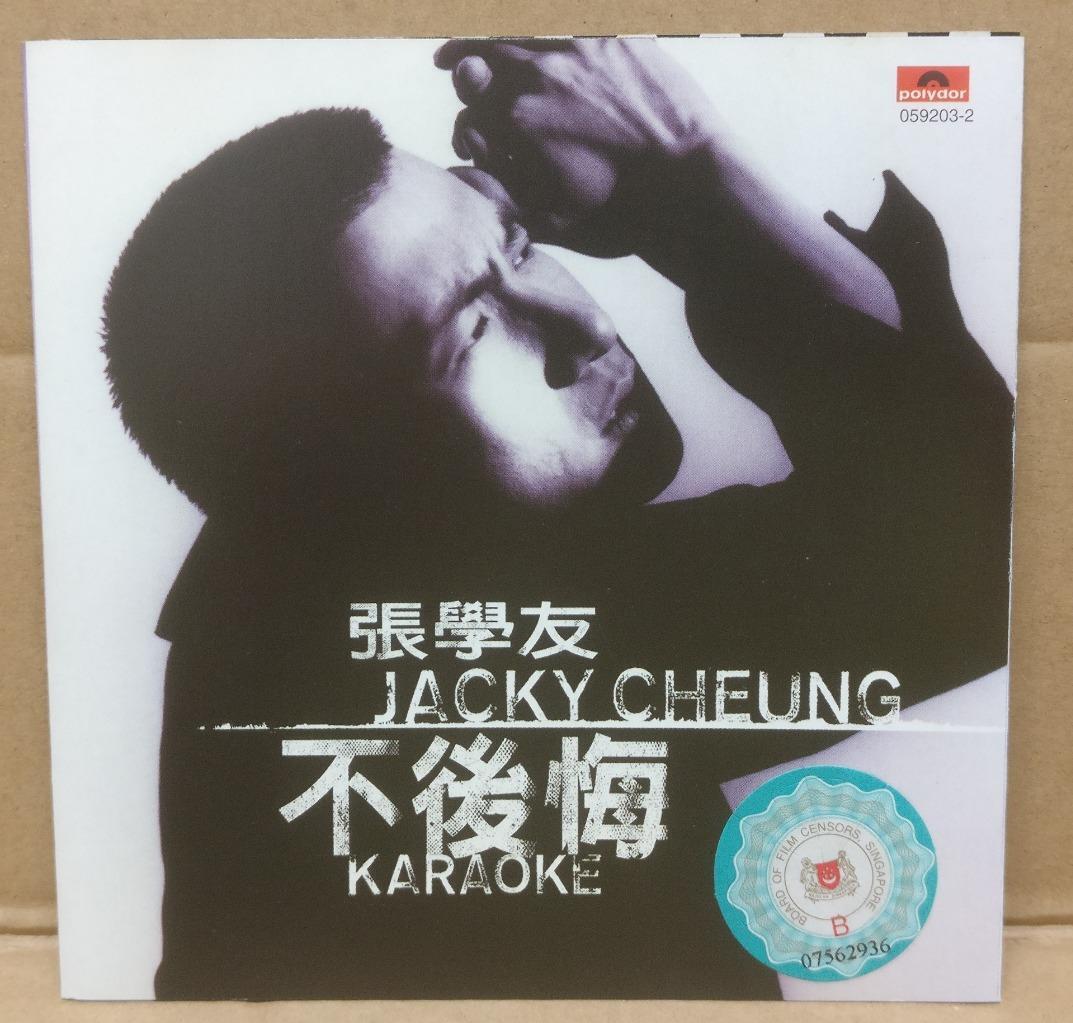 polydor
059203-2
張學友
JACKY CHEUNG
不後悔
KARAOKE
BOARD OF FILM CENSORS SINGAPORE
B
07562936